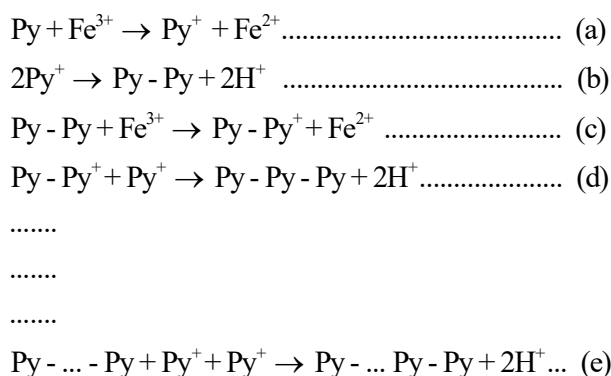 Py + Fe³⁺ → Py⁺ + Fe²⁺....................................... (a)
2Py⁺ → Py - Py + 2H⁺ ....................................... (b)
Py - Py + Fe³⁺ → Py - Py⁺ + Fe²⁺ ......................... (c)
Py - Py⁺ + Py⁺ → Py - Py - Py + 2H⁺.................... (d)
.......
.......
.......
Py - ... - Py + Py⁺ + Py⁺ → Py - ... Py - Py + 2H⁺... (e)